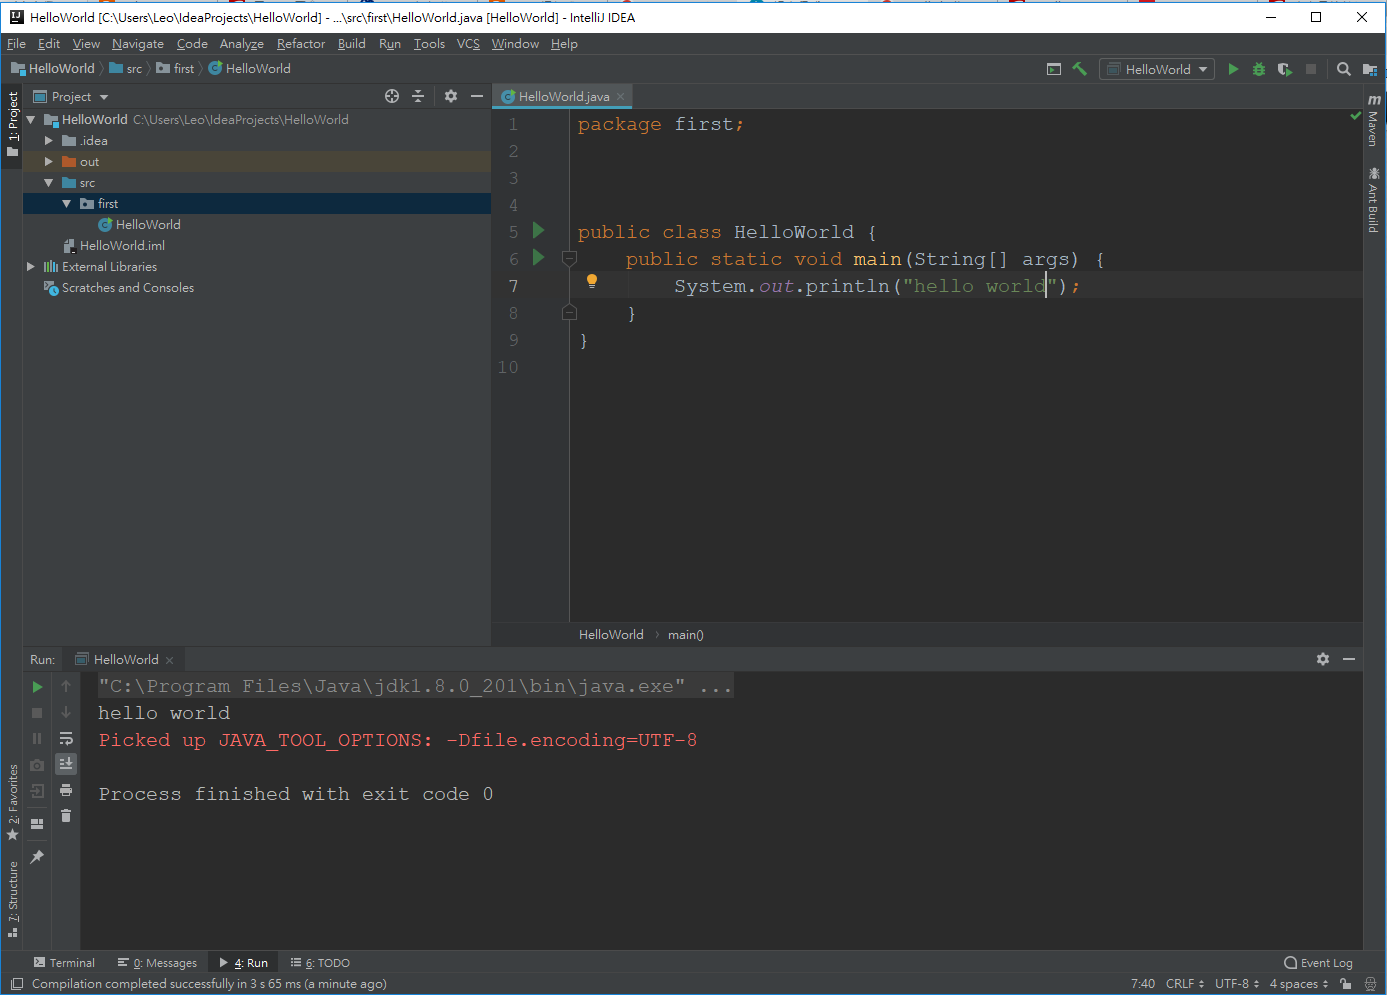 HelloWorld [C:\Users\Leo\IdeaProjects\HelloWorld] - ...\src\first\HelloWorld.java [HelloWorld] - IntelliJ IDEA
File Edit View Navigate Code Analyze Refactor Build Run Tools VCS Window Help
HelloWorld src first HelloWorld
HelloWorld
1: Project
Project
HelloWorld C:\Users\Leo\IdeaProjects\HelloWorld
.idea
out
src
first
HelloWorld
HelloWorld.iml
External Libraries
Scratches and Consoles
HelloWorld.java
1 package first;
2
3
4
5 public class HelloWorld {
6 public static void main(String[] args) {
7 System.out.println("hello world");
8 }
9 }
10
HelloWorld main()
Maven
Ant Build
Run: HelloWorld
"C:\Program Files\Java\jdk1.8.0_201\bin\java.exe" ...
hello world
Picked up JAVA_TOOL_OPTIONS: -Dfile.encoding=UTF-8
Process finished with exit code 0
2: Favorites
7: Structure
Terminal 0: Messages 4: Run 6: TODO Event Log
Compilation completed successfully in 3 s 65 ms (a minute ago) 7:40 CRLF UTF-8 4 spaces